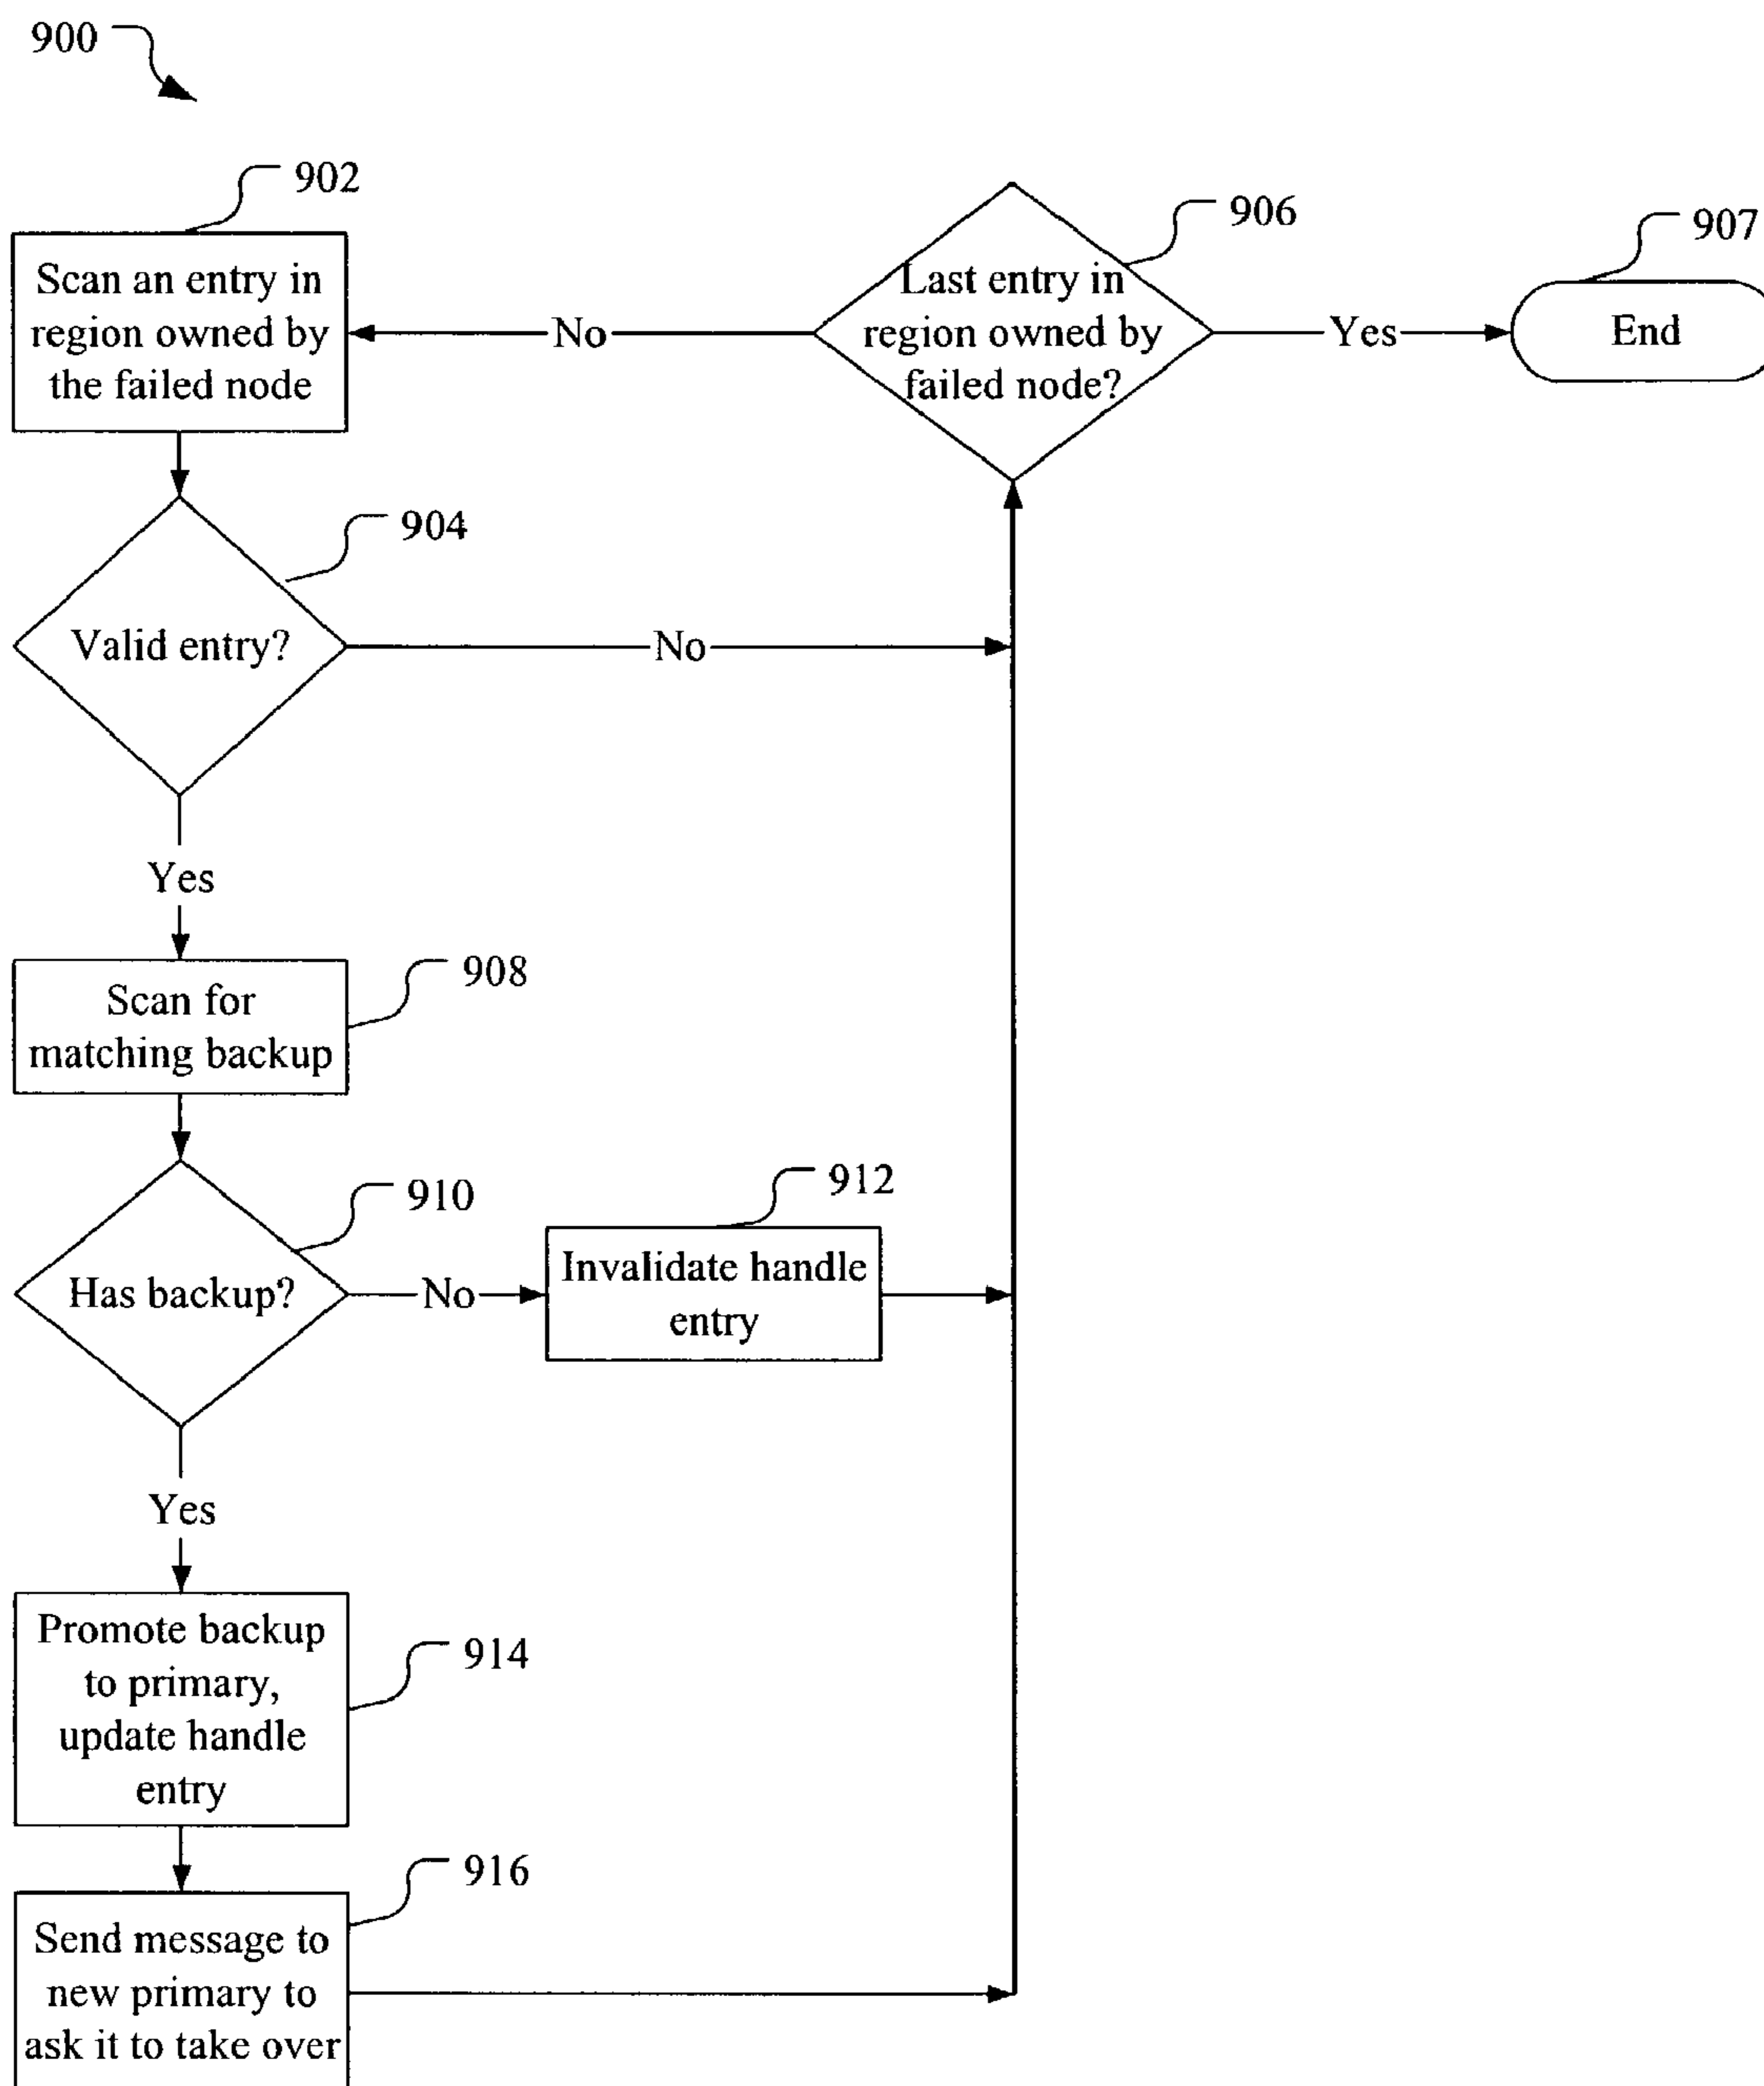 900
902
Scan an entry in
region owned by
the failed node
No
906
Last entry in
region owned by
failed node?
Yes
907
End
904
Valid entry?
No
Yes
908
Scan for
matching backup
910
Has backup?
No
912
Invalidate handle
entry
Yes
914
Promote backup
to primary,
update handle
entry
916
Send message to
new primary to
ask it to take over